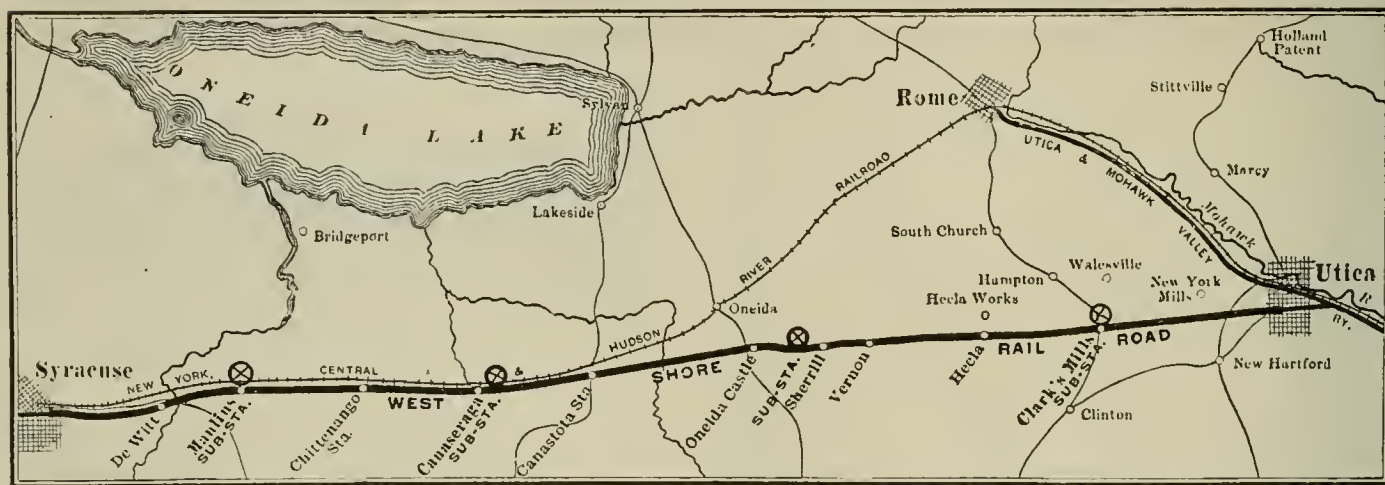 ONEIDA LAKE
Holland
Patent
Stittville
Sylvan
Rome
UTICA & MOHAWK VALLEY RY.
Marcy
Mohawk R
Lakeside
Bridgeport
South Church
Hampton
Walesville
New York
Mills
Utica
Hecla Works
Oneida
NEW YORK, CENTRAL & HUDSON RIVER RAILROAD
Syracuse
WEST SHORE RAIL ROAD
New Hartford
Clinton
De Witt
Manlius
SUB-STA.
Chittenango
Sta.
Canaseraga
SUB-STA.
Canastota Sta.
Oneida Castle
SUB-STA.
Sherrill
Vernon
Hecla
Clark's Mills
SUB-STA.